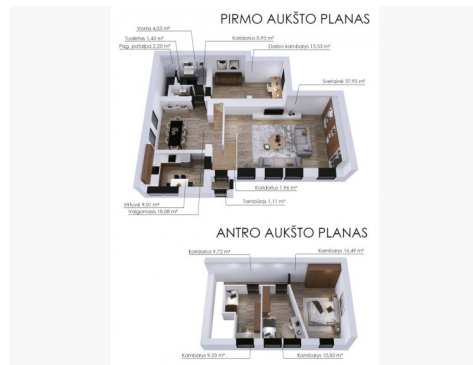 PIRMO AUKŠTO PLANAS
Vonia 4,05 m²
Tualetas 1,43 m²
Pag. patalpa 2,20 m²
Koridorius 0,95 m²
Darbo kambarys 15,53 m²
Svetainė 37,95 m²
Koridorius 1,96 m²
Tambūras 1,11 m²
Virtuvė 9,01 m²
Valgomasis 18,08 m²
ANTRO AUKŠTO PLANAS
Koridorius 9,72 m²
Kambarys 16,49 m²
Kambarys 9,33 m²
Kambarys 10,83 m²